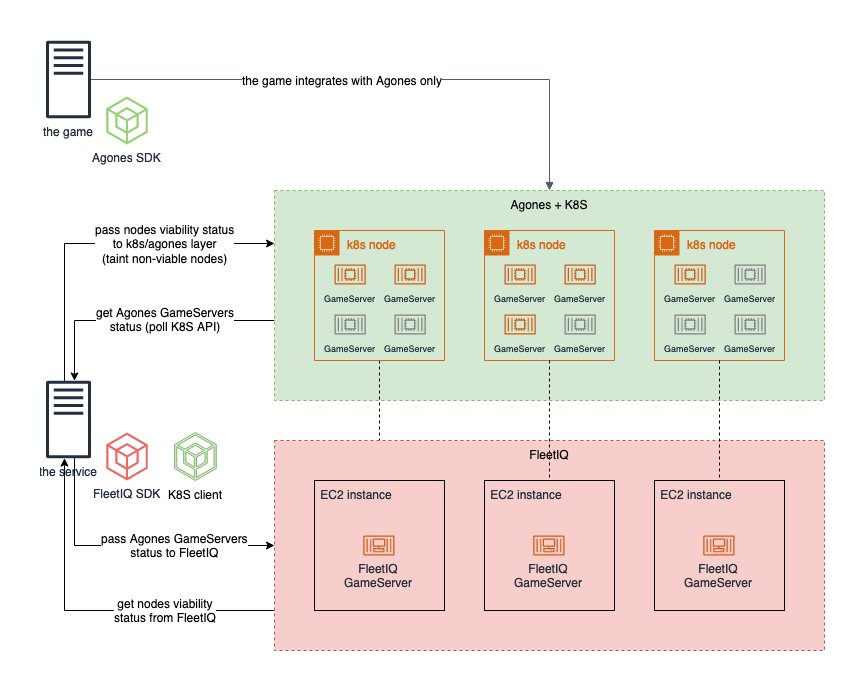 the game integrates with Agones only
the game
Agones SDK
Agones + K8S
pass nodes viability status
to k8s/agones layer
(taint non-viable nodes)
k8s node
GameServer GameServer
GameServer GameServer
k8s node
GameServer GameServer
GameServer GameServer
k8s node
GameServer GameServer
GameServer GameServer
get Agones GameServers
status (poll K8S API)
the service
FleetIQ SDK
K8S client
FleetIQ
EC2 instance
FleetIQ
GameServer
EC2 instance
FleetIQ
GameServer
EC2 instance
FleetIQ
GameServer
pass Agones GameServers
status to FleetIQ
get nodes viability
status from FleetIQ